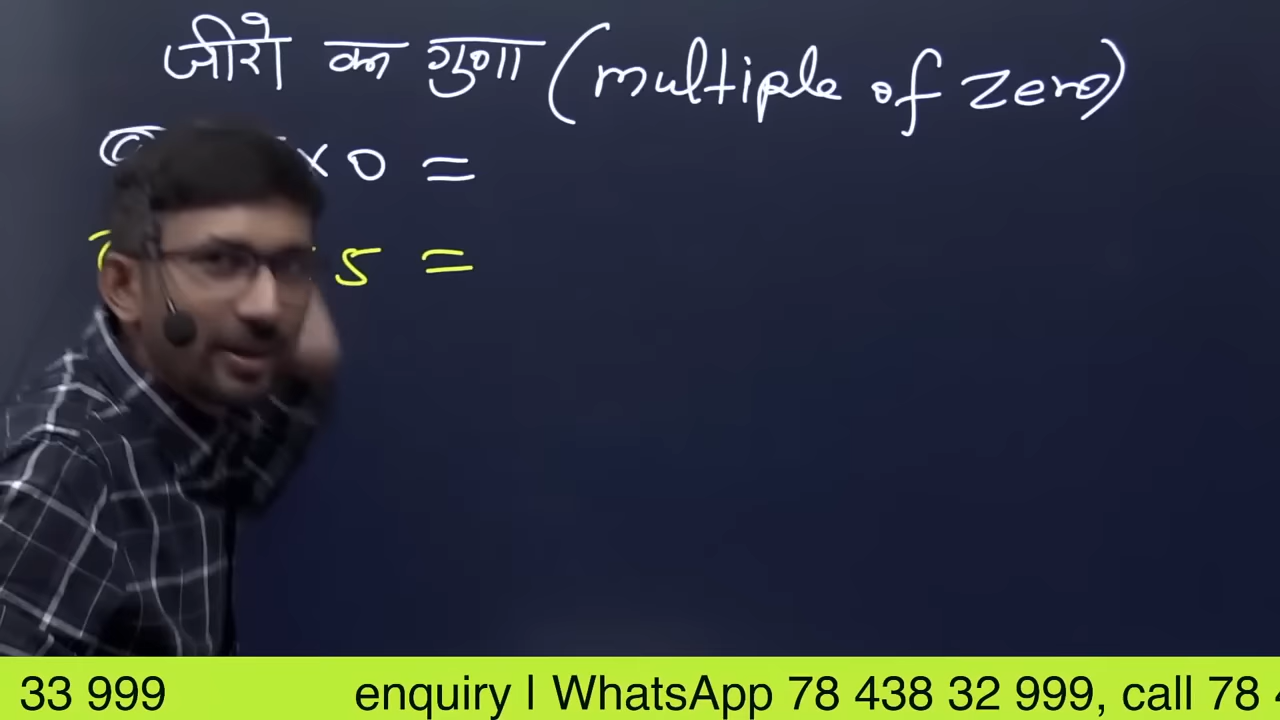 जीरो का गुणा (multiple of zero)
×0 =
5 =
33 999 enquiry | WhatsApp 78 438 32 999, call 78